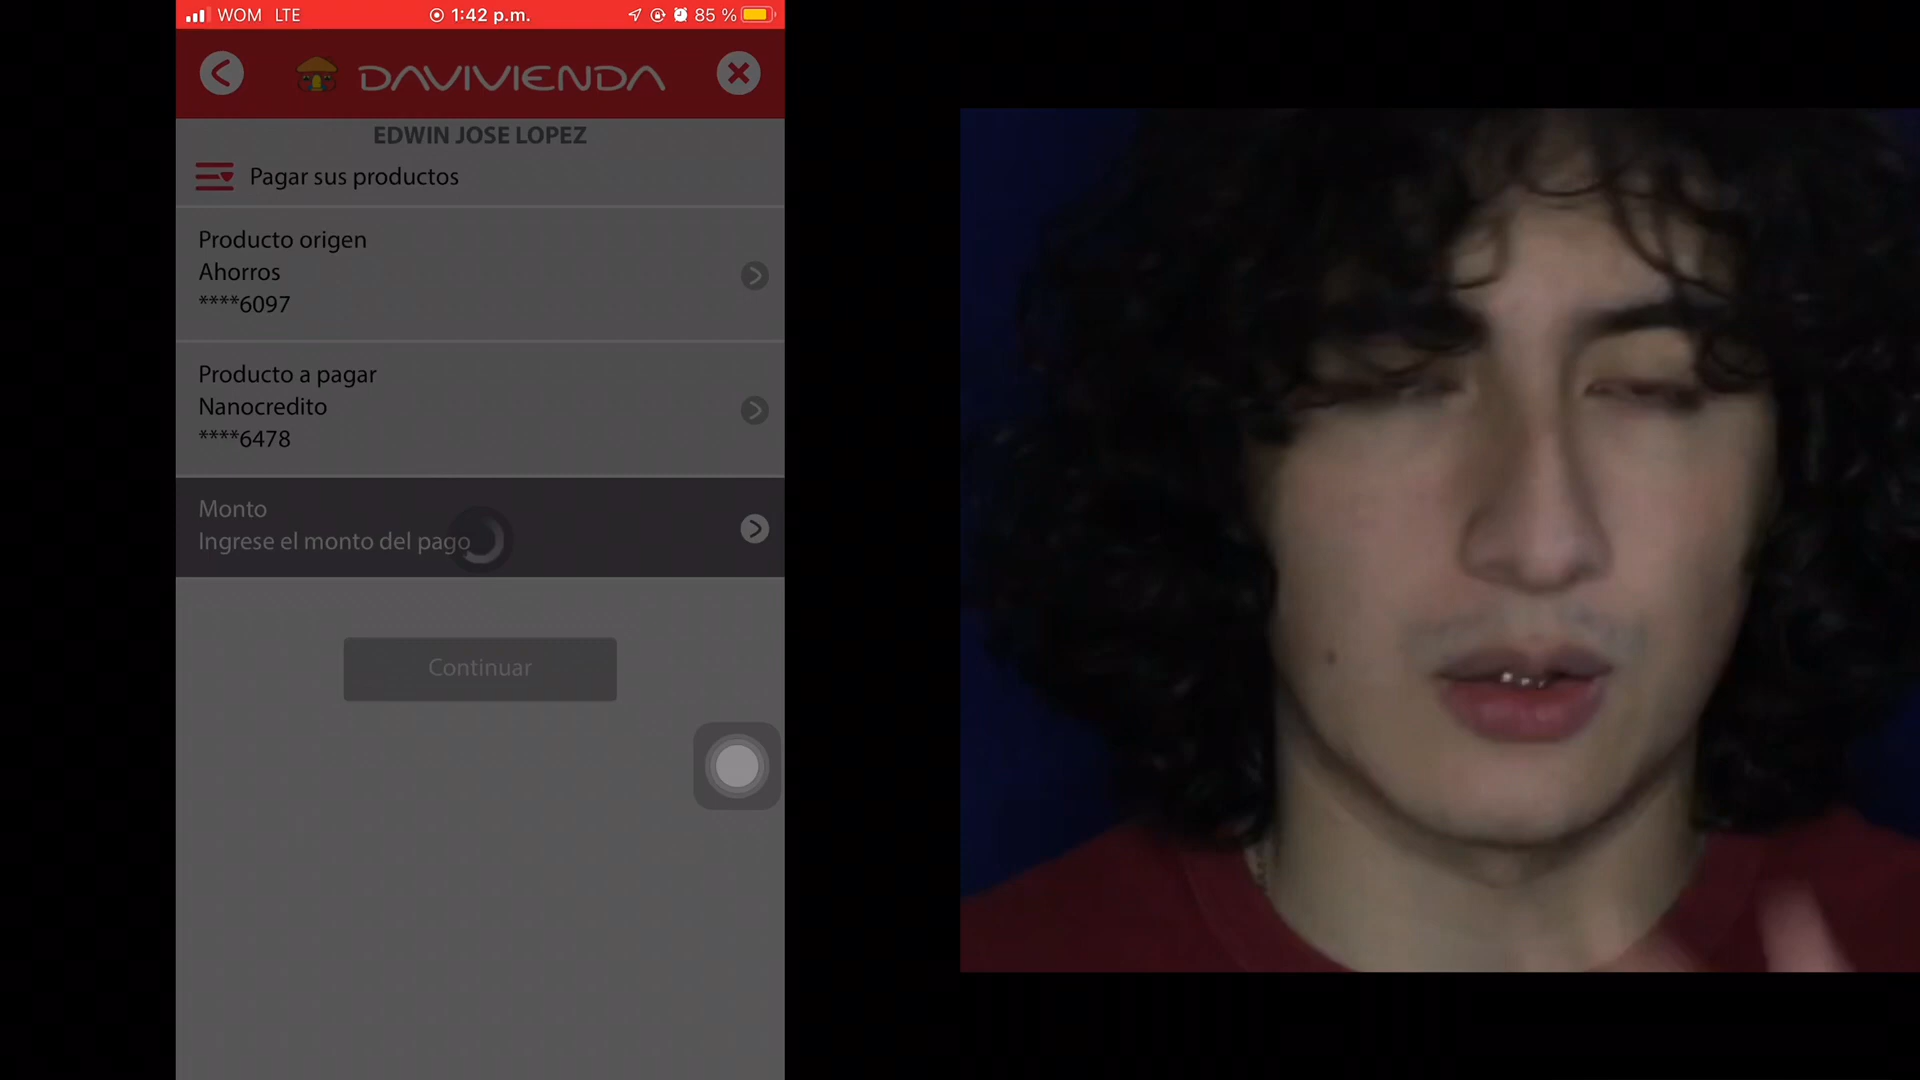 WOM LTE 1:42 p.m. 85 %
DAVIVIENDA
EDWIN JOSE LOPEZ
Pagar sus productos
Producto origen
Ahorros
****6097
Producto a pagar
Nanocredito
****6478
Monto
Ingrese el monto del pago
Continuar